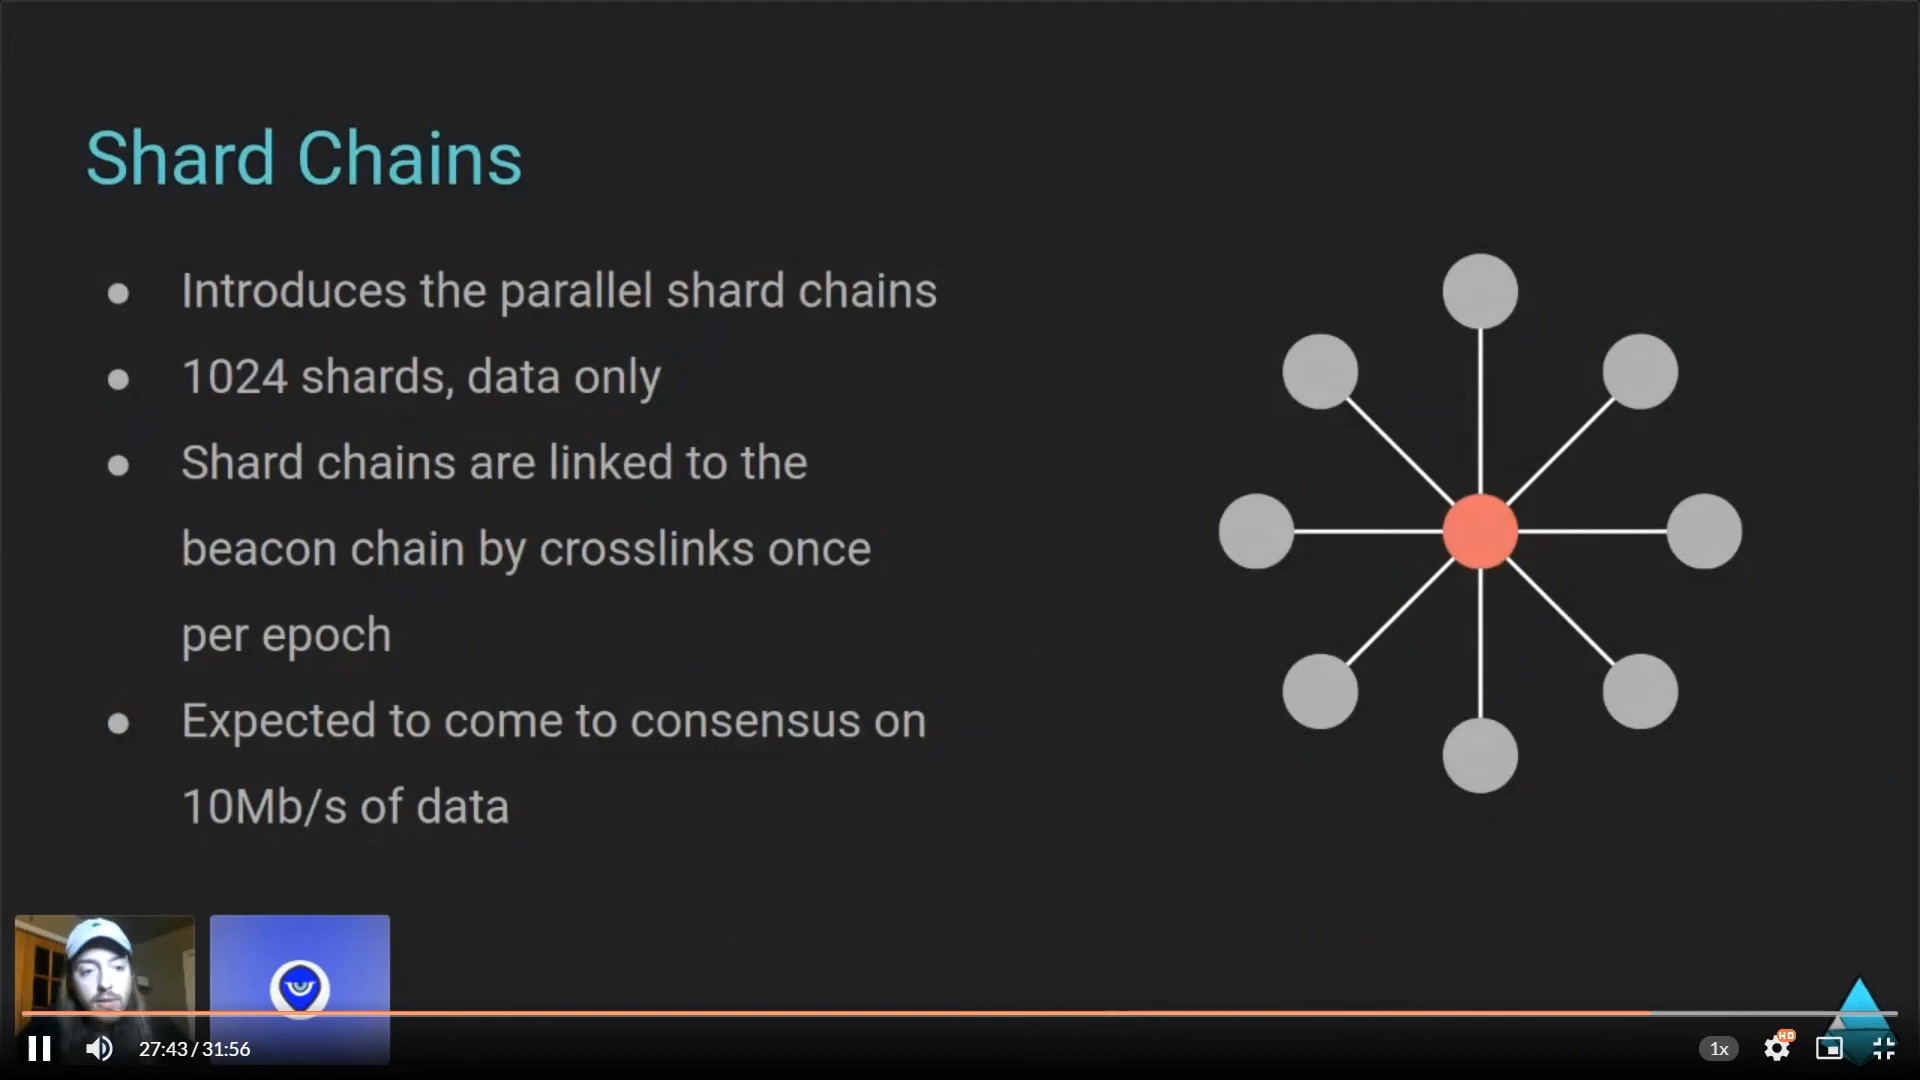 Shard Chains
● Introduces the parallel shard chains
● 1024 shards, data only
● Shard chains are linked to the
beacon chain by crosslinks once
per epoch
● Expected to come to consensus on
10Mb/s of data
27:43 / 31:56
1x
HD